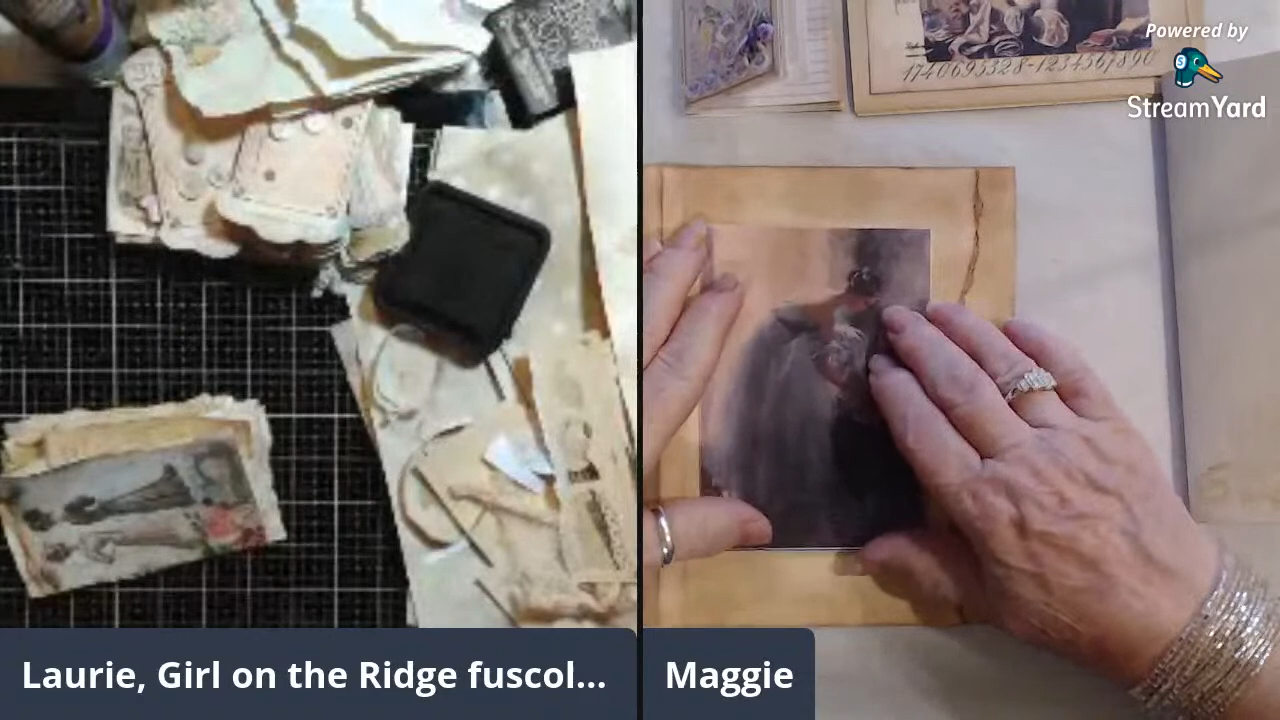 Powered by
StreamYard
1740695328-1234567890
Laurie, Girl on the Ridge fuscol...
Maggie